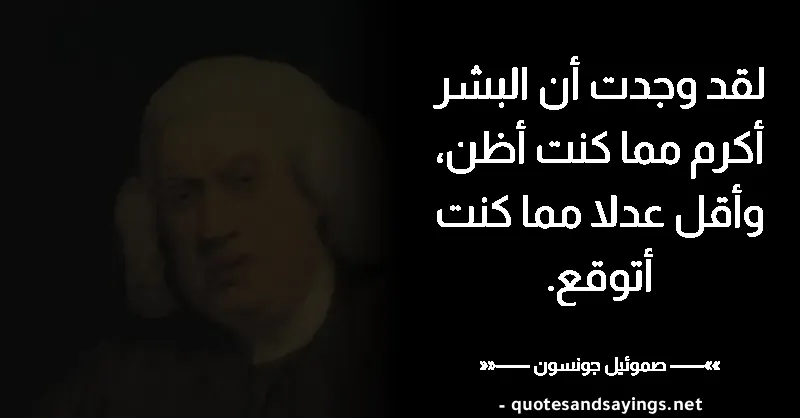 لقد وجدت أن البشر
أكرم مما كنت أظن،
وأقل عدلا مما كنت
أتوقع.
»»—— صموئيل جونسون ——««
- quotesandsayings.net